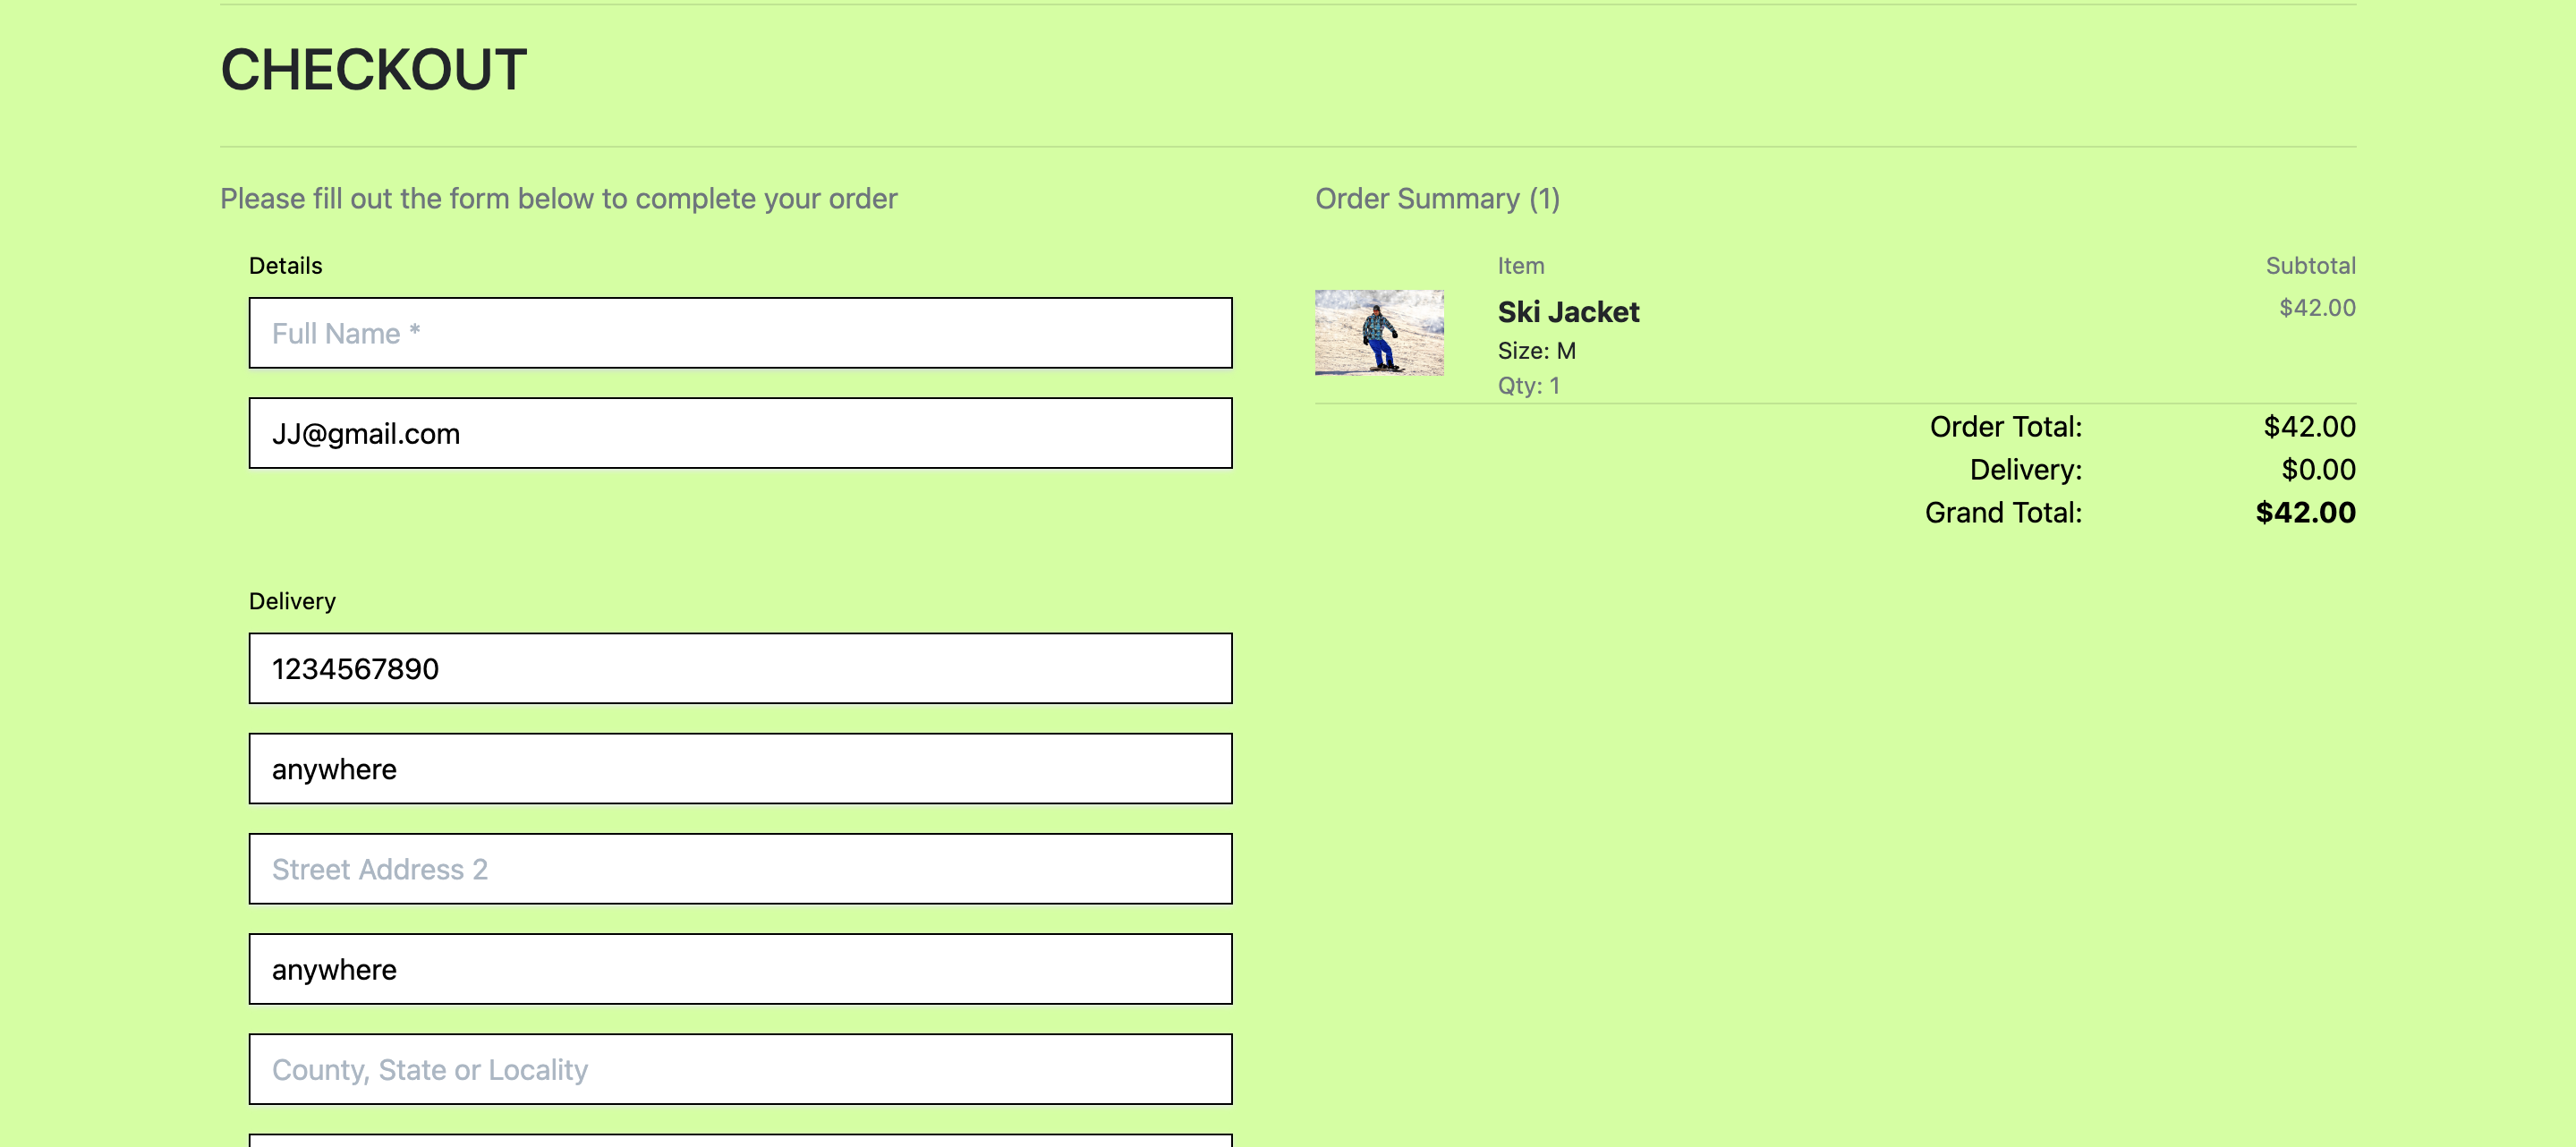 CHECKOUT
Please fill out the form below to complete your order
Details
Full Name *
JJ@gmail.com
Delivery
1234567890
anywhere
Street Address 2
anywhere
County, State or Locality
Order Summary (1)
Item Subtotal
Ski Jacket $42.00
Size: M
Qty: 1
Order Total: $42.00
Delivery: $0.00
Grand Total: $42.00